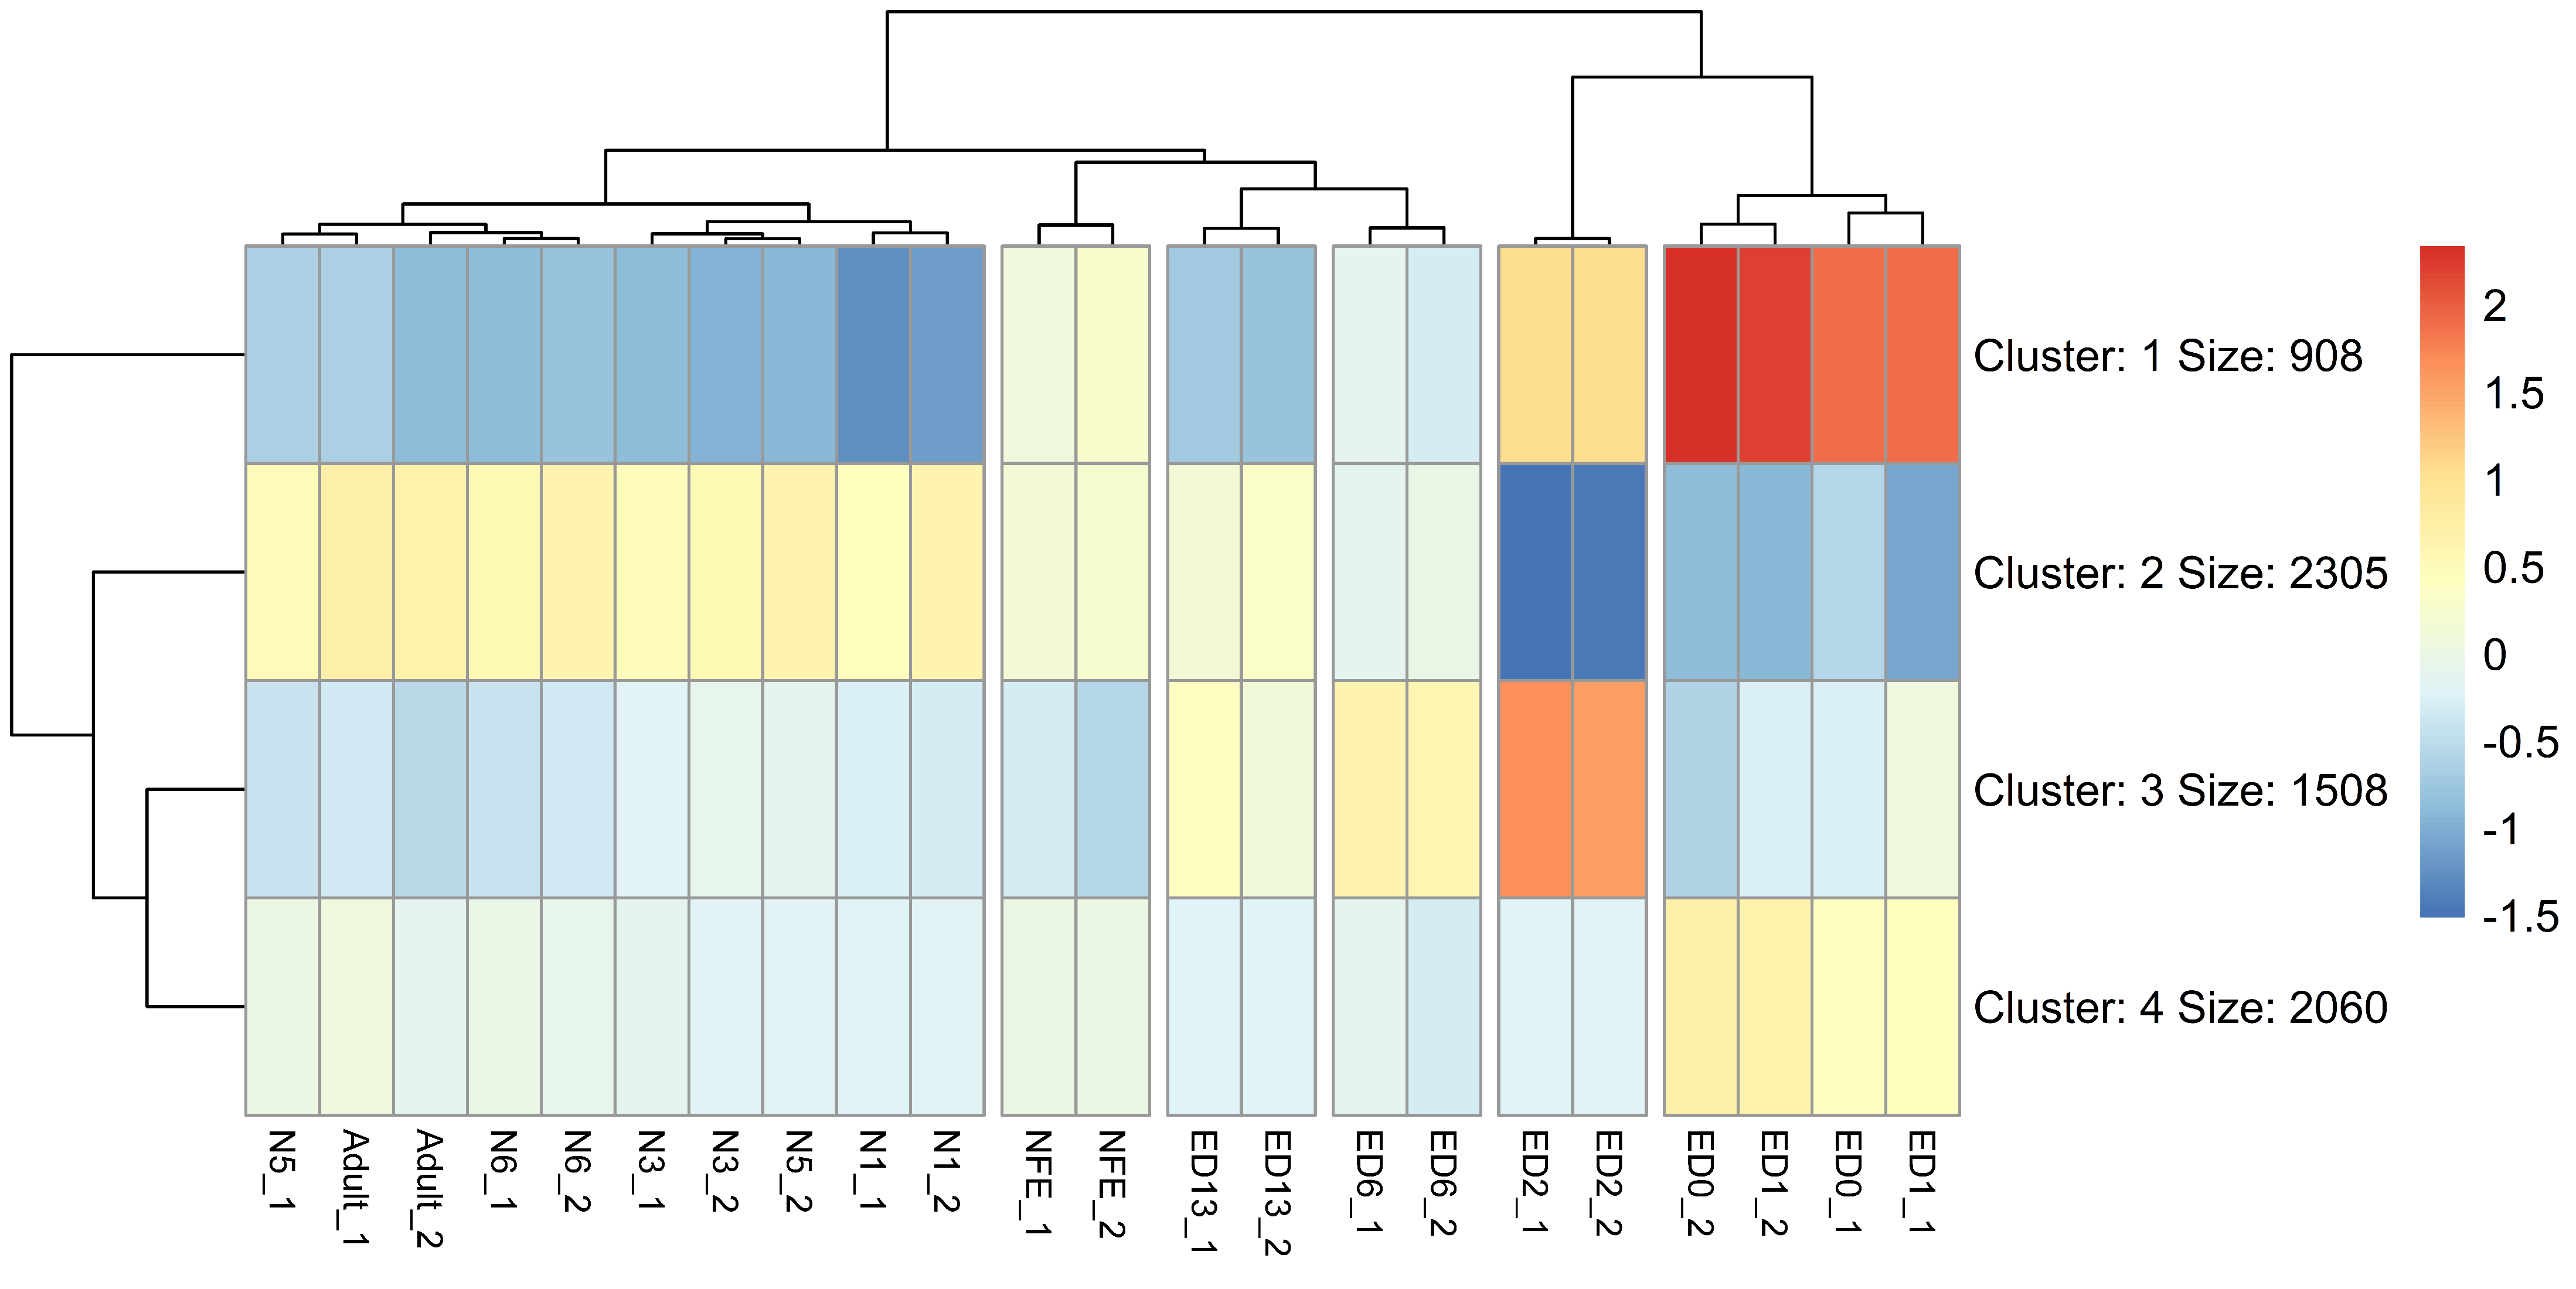 Cluster: 1 Size: 908
Cluster: 2 Size: 2305
Cluster: 3 Size: 1508
Cluster: 4 Size: 2060
2
1.5
1
0.5
0
-0.5
-1
-1.5
N5_1
Adult_1
Adult_2
N6_1
N6_2
N3_1
N3_2
N5_2
N1_1
N1_2
NFE_1
NFE_2
ED13_1
ED13_2
ED6_1
ED6_2
ED2_1
ED2_2
ED0_2
ED1_2
ED0_1
ED1_1